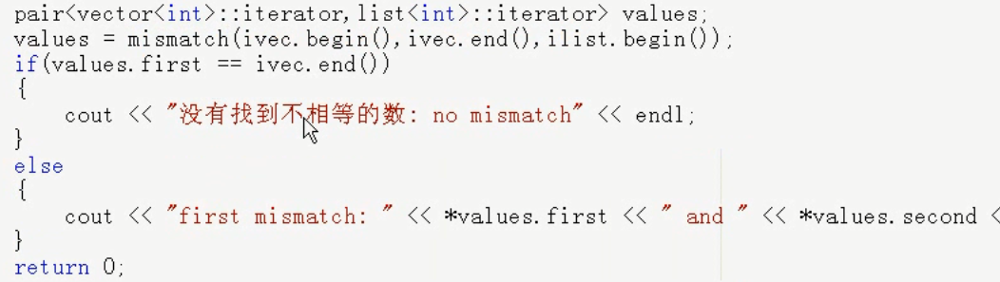 pair<vector<int>::iterator,list<int>::iterator> values;
values = mismatch(ivec.begin(),ivec.end(),ilist.begin());
if(values.first == ivec.end())
{
    cout << "没有找到不相等的数: no mismatch" << endl;
}
else
{
    cout << "first mismatch: " << *values.first << " and " << *values.second <
}
return 0;